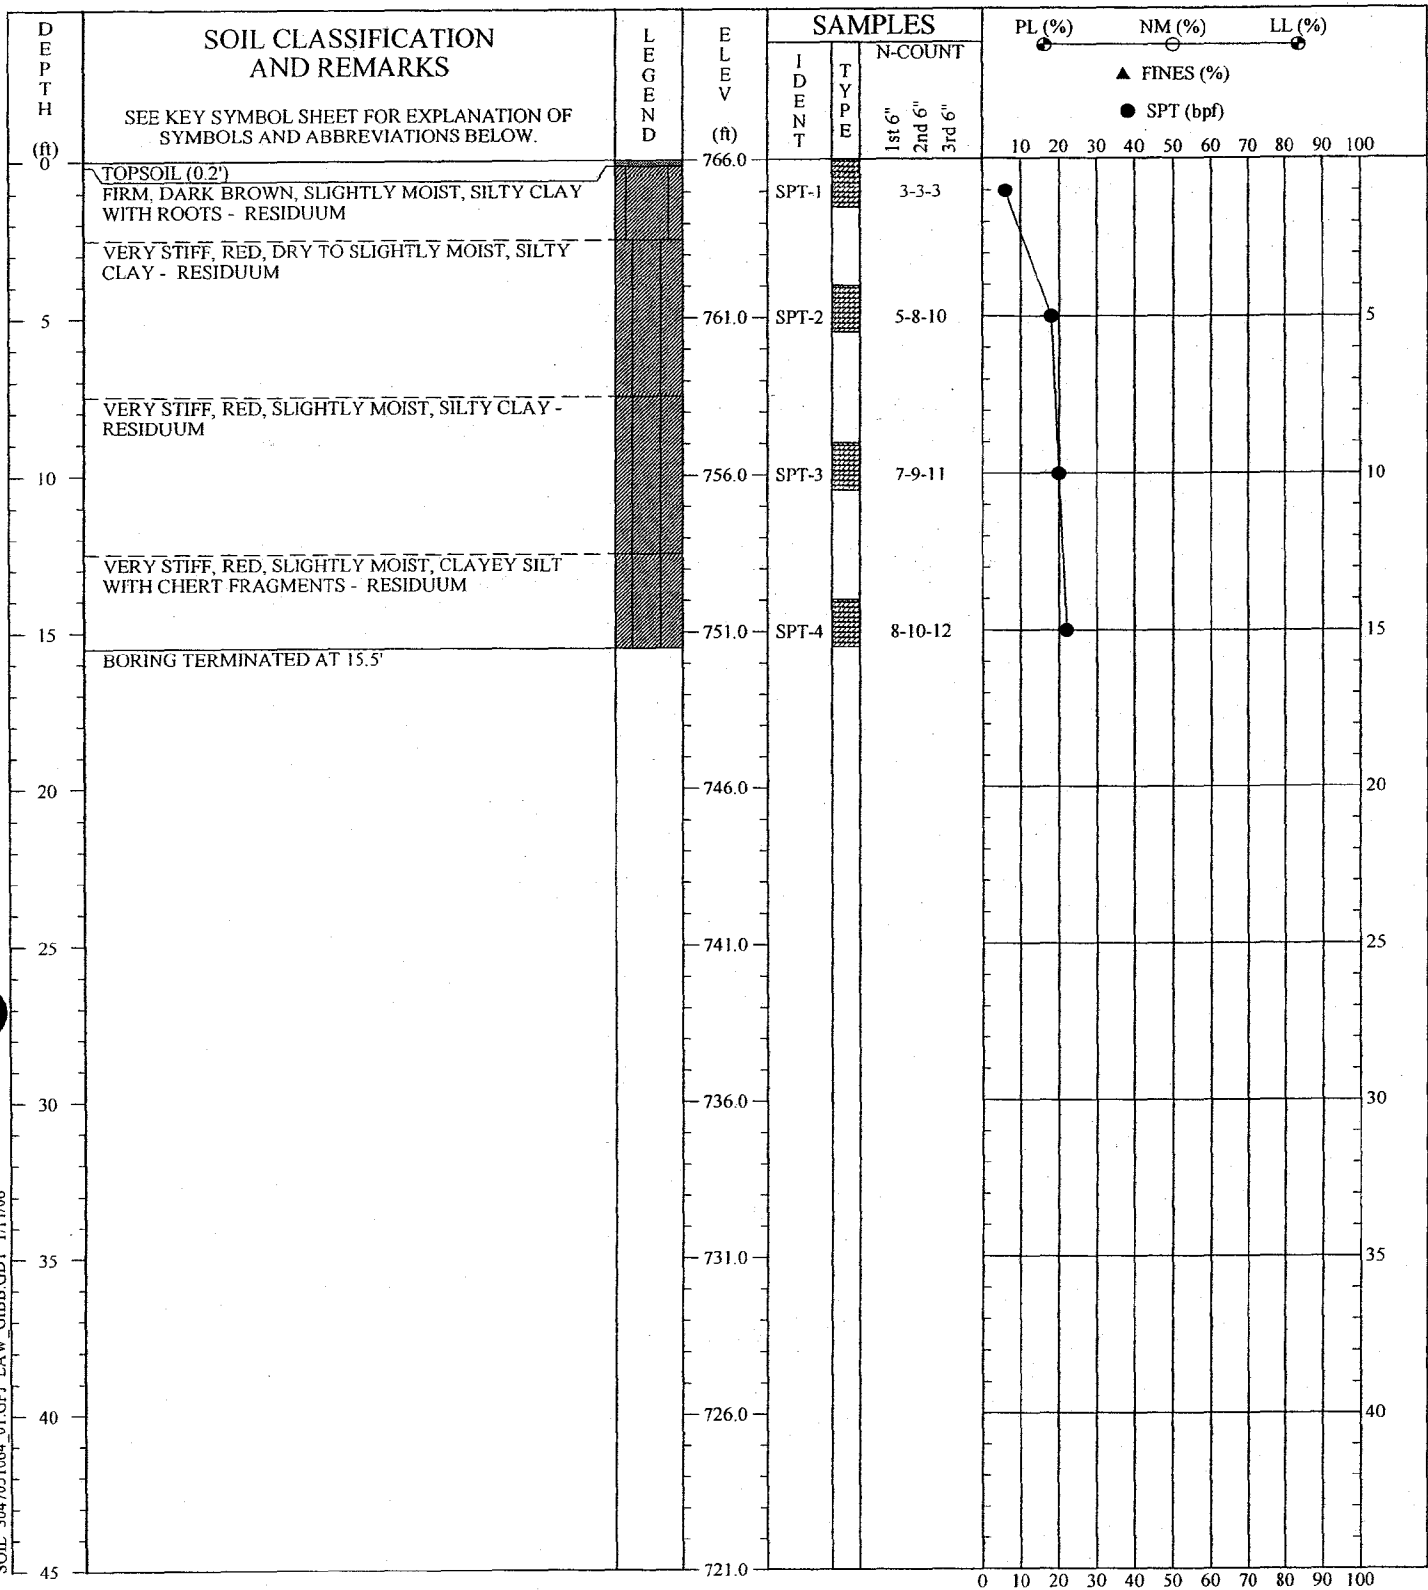 DEPTH (ft)
SOIL CLASSIFICATION
AND REMARKS
SEE KEY SYMBOL SHEET FOR EXPLANATION OF
SYMBOLS AND ABBREVIATIONS BELOW.
LEGEND
ELEV (ft)
SAMPLES
IDENT
TYPE
N-COUNT
1st 6"
2nd 6"
3rd 6"
PL (%) NM (%) LL (%)
▲ FINES (%)
● SPT (bpf)
10 20 30 40 50 60 70 80 90 100
0
TOPSOIL (0.2')
FIRM, DARK BROWN, SLIGHTLY MOIST, SILTY CLAY
WITH ROOTS - RESIDUUM
766.0
SPT-1 3-3-3
VERY STIFF, RED, DRY TO SLIGHTLY MOIST, SILTY
CLAY - RESIDUUM
5 761.0 SPT-2 5-8-10 5
VERY STIFF, RED, SLIGHTLY MOIST, SILTY CLAY -
RESIDUUM
10 756.0 SPT-3 7-9-11 10
VERY STIFF, RED, SLIGHTLY MOIST, CLAYEY SILT
WITH CHERT FRAGMENTS - RESIDUUM
15 751.0 SPT-4 8-10-12 15
BORING TERMINATED AT 15.5'
20 746.0 20
25 741.0 25
30 736.0 30
35 731.0 35
40 726.0 40
45 721.0
0 10 20 30 40 50 60 70 80 90 100